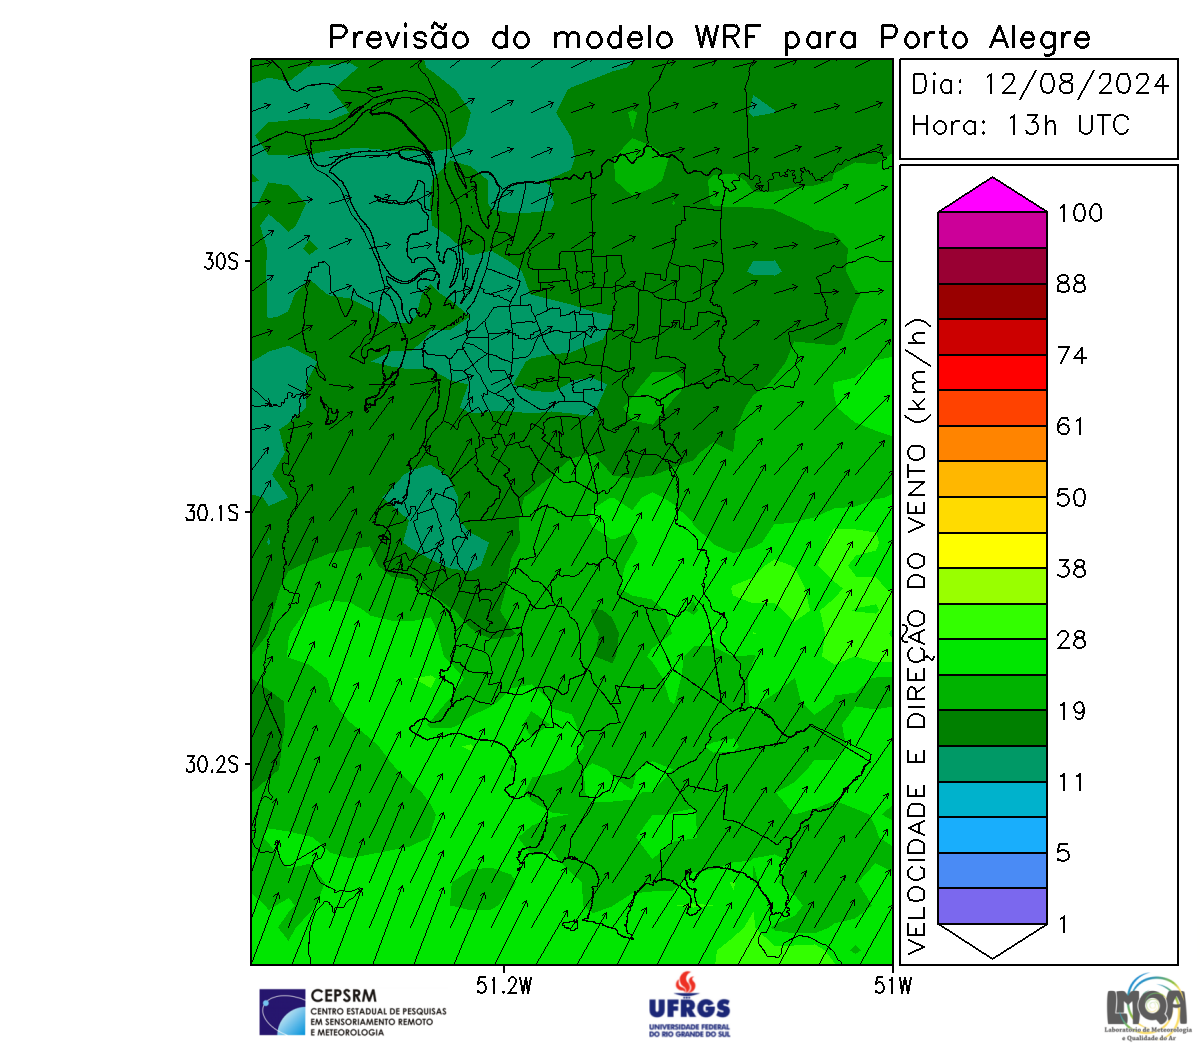 Previsão do modelo WRF para Porto Alegre
Dia: 12/08/2024
Hora: 13h UTC
100
88
74
61
50
38
28
19
11
5
1
VELOCIDADE E DIREÇÃO DO VENTO (km/h)
30S
30.1S
30.2S
51.2W
51W
CEPSRM
CENTRO ESTADUAL DE PESQUISAS
EM SENSORIAMENTO REMOTO
E METEOROLOGIA
UFRGS
UNIVERSIDADE FEDERAL
DO RIO GRANDE DO SUL
LMQA
Laboratório de Meteorologia
e Qualidade do Ar